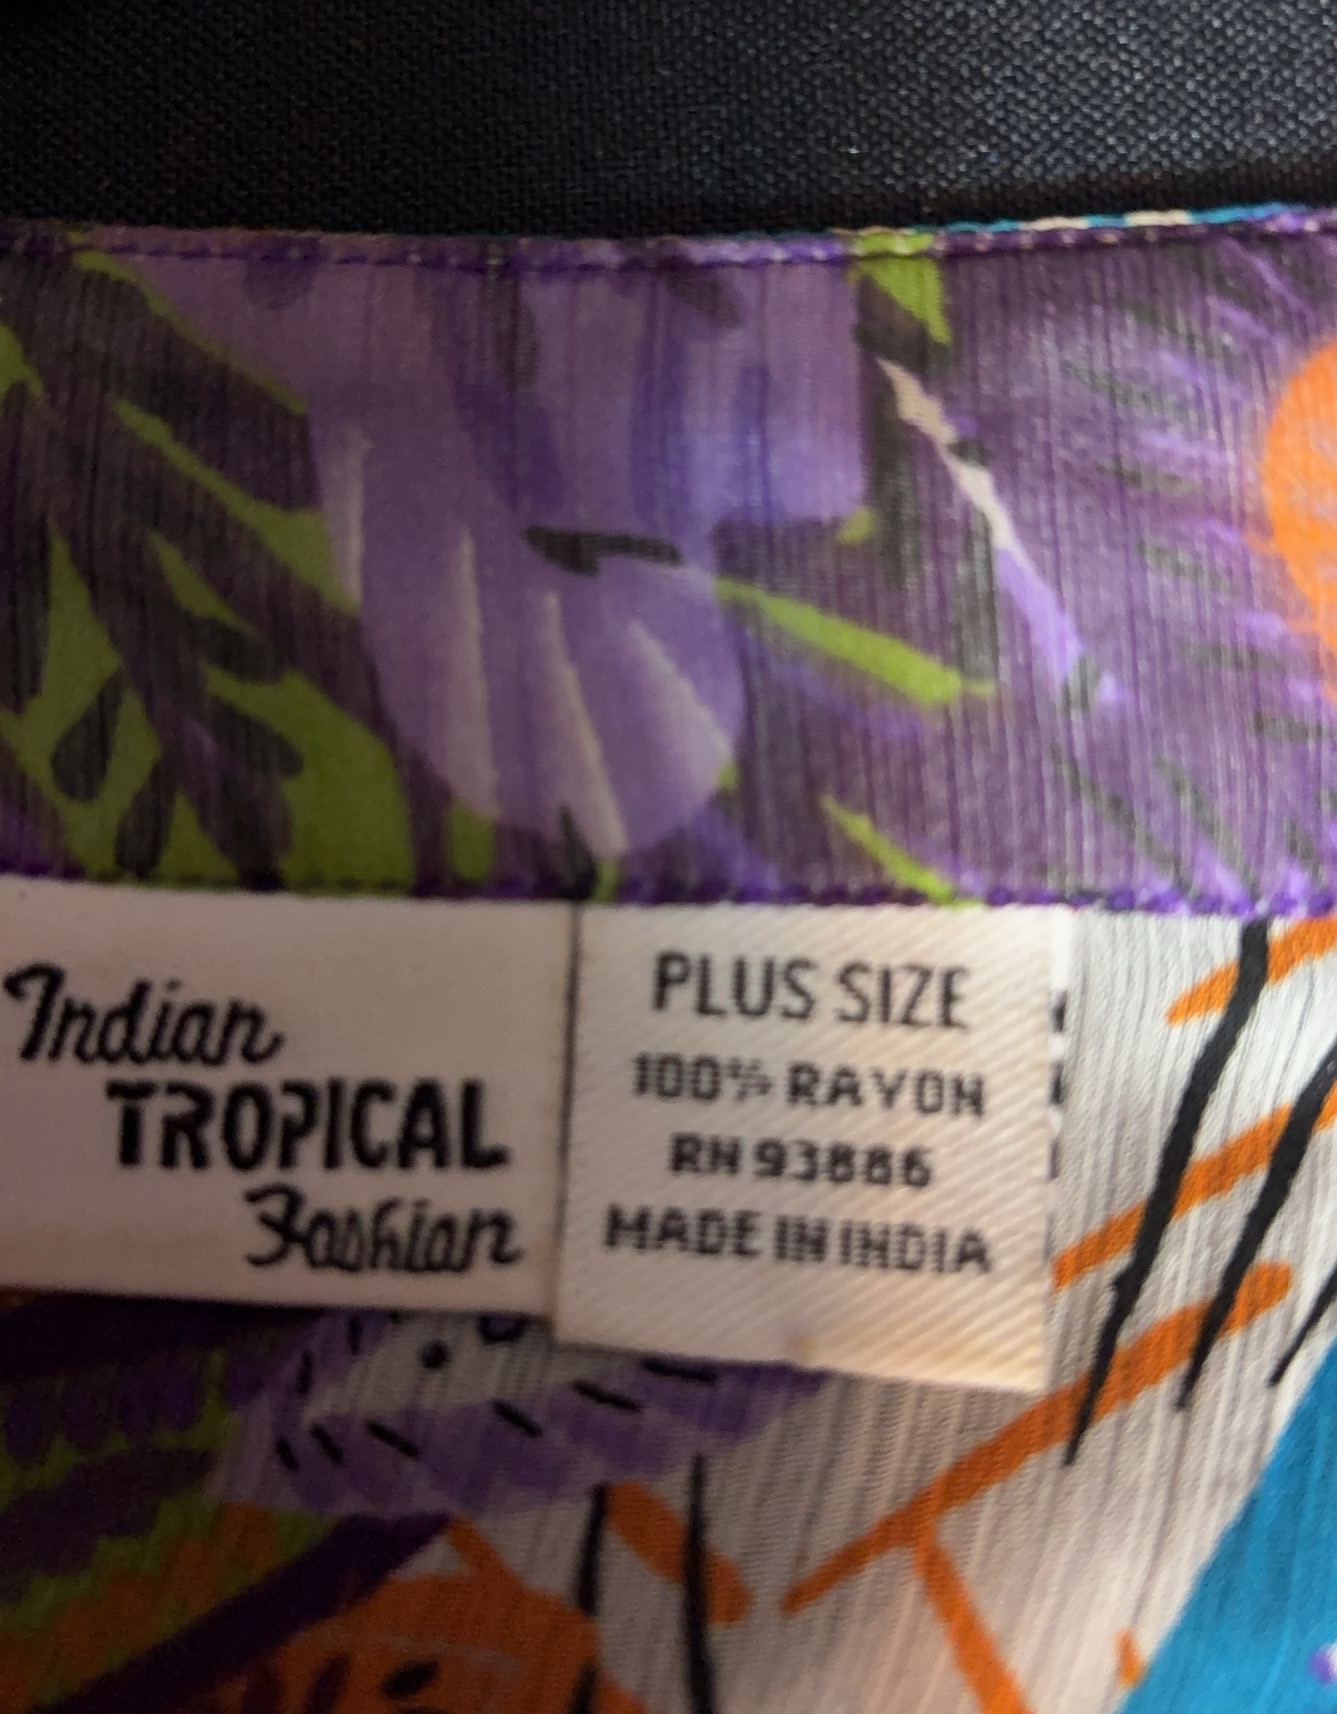 Indian
TROPICAL
Fashion
PLUS SIZE
100% RAYON
RN 93886
MADE IN INDIA